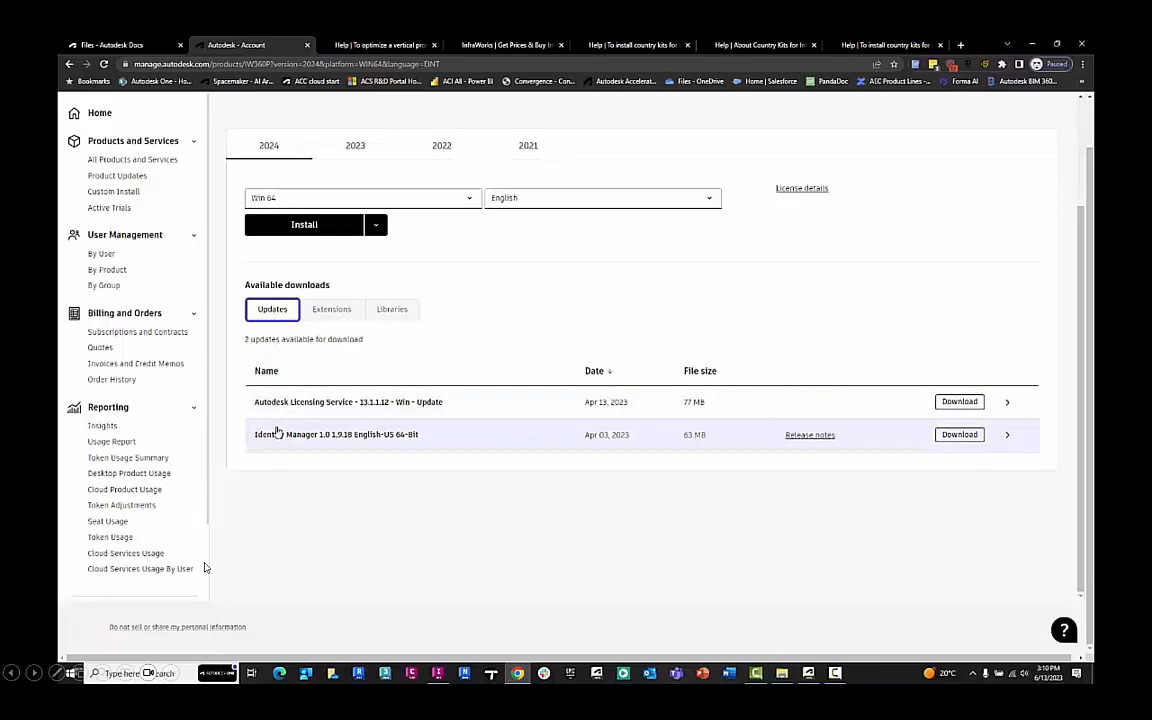 Files - Autodesk Docs
Autodesk - Account
Help | To optimize a vertical pro
InfraWorks | Get Prices & Buy In
Help | To install country kits for
Help | About Country Kits for In
Help | To install country kits for
manage.autodesk.com/products/IW360P?version=2024&platform=WIN64&language=EINT
Paused
Bookmarks
Autodesk One - Ho...
Spacemaker - AI Ar...
ACC cloud start
ACS R&D Portal Ho...
ACI All - Power BI
Convergence - Con...
Autodesk Accelerat...
Files - OneDrive
Home | Salesforce
PandaDoc
AEC Product Lines -...
Forma AI
Autodesk BIM 360...
Home
Products and Services
All Products and Services
Product Updates
Custom Install
Active Trials
User Management
By User
By Product
By Group
Billing and Orders
Subscriptions and Contracts
Quotes
Invoices and Credit Memos
Order History
Reporting
Insights
Usage Report
Token Usage Summary
Desktop Product Usage
Cloud Product Usage
Token Adjustments
Seat Usage
Token Usage
Cloud Services Usage
Cloud Services Usage By User
2024 2023 2022 2021
Win 64
English
License details
Install
Available downloads
Updates Extensions Libraries
2 updates available for download
Name Date File size
Autodesk Licensing Service - 13.1.1.12 - Win - Update Apr 13, 2023 77 MB Download
Manager 1.0 1.9.18 English-US 64-Bit Apr 03, 2023 63 MB Release notes Download
Do not sell or share my personal information
?
Type here
earch
20°C
3:10 PM
6/13/2023